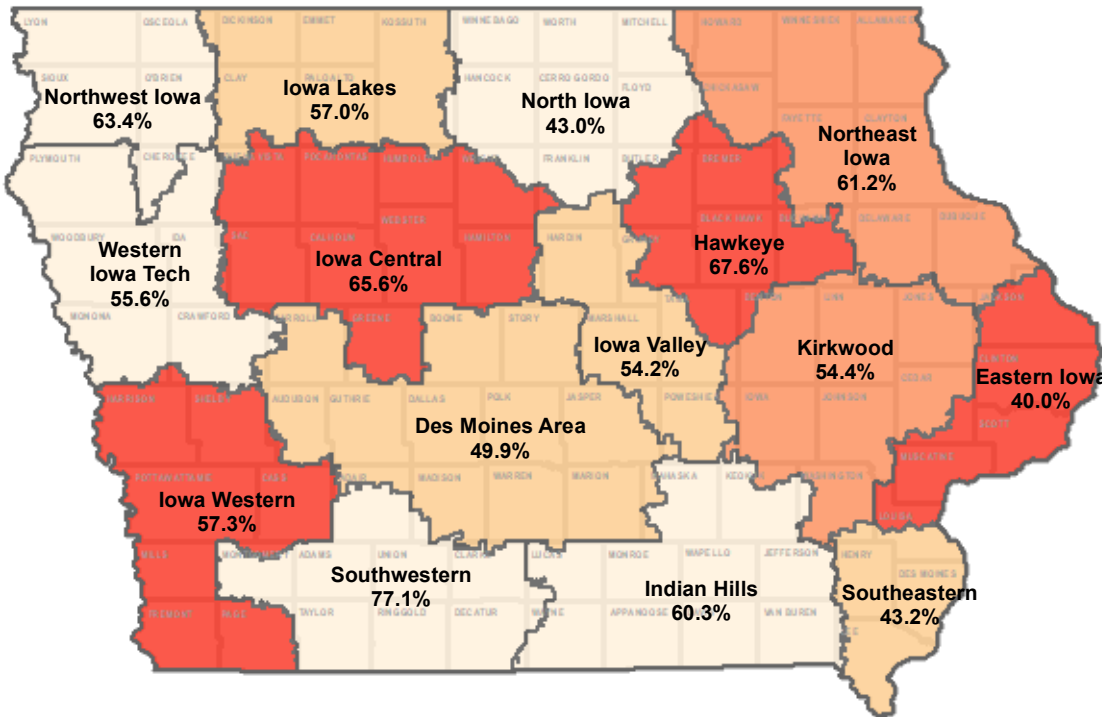 LYON
OSCEOLA
DICKINSON
EMMET
KOSSUTH
WINNEBAGO
WORTH
MITCHELL
HOWARD
WINNESHIEK
SIOUX
O'BRIEN
CLAY
PALO ALTO
HANCOCK
CERRO GORDO
FLOYD
CHICKASAW
Northwest Iowa
63.4%
Iowa Lakes
57.0%
North Iowa
43.0%
FAYETTE
CLAYTON
Northeast
Iowa
61.2%
PLYMOUTH
CHEROKEE
POCAHONTAS
HUMBOLDT
FRANKLIN
BUTLER
BREMER
WOODBURY
IDA
SAC
CALHOUN
WEBSTER
HAMILTON
HARDIN
BLACK HAWK
DELAWARE
DUBUQUE
Western
Iowa Tech
55.6%
Iowa Central
65.6%
Hawkeye
67.6%
MONONA
CRAWFORD
CARROLL
GREENE
BOONE
STORY
MARSHALL
BENTON
LINN
JONES
JACKSON
Iowa Valley
54.2%
Kirkwood
54.4%
CLINTON
CEDAR
Eastern Iowa
40.0%
HARRISON
SHELBY
AUDUBON
GUTHRIE
DALLAS
POLK
JASPER
POWESHIE
IOWA
JOHNSON
SCOTT
MUSCATINE
Des Moines Area
49.9%
POTTAWATTAMIE
CASS
ADAIR
MADISON
WARREN
MARION
MAHASKA
KEOKUK
WASHINGTON
LOUISA
Iowa Western
57.3%
MILLS
MONTGOMERY
ADAMS
UNION
CLARKE
LUCAS
MONROE
WAPELLO
JEFFERSON
HENRY
DES MOINES
Southwestern
77.1%
Indian Hills
60.3%
Southeastern
43.2%
FREMONT
PAGE
TAYLOR
RINGGOLD
DECATUR
WAYNE
APPANOOSE
VAN BUREN